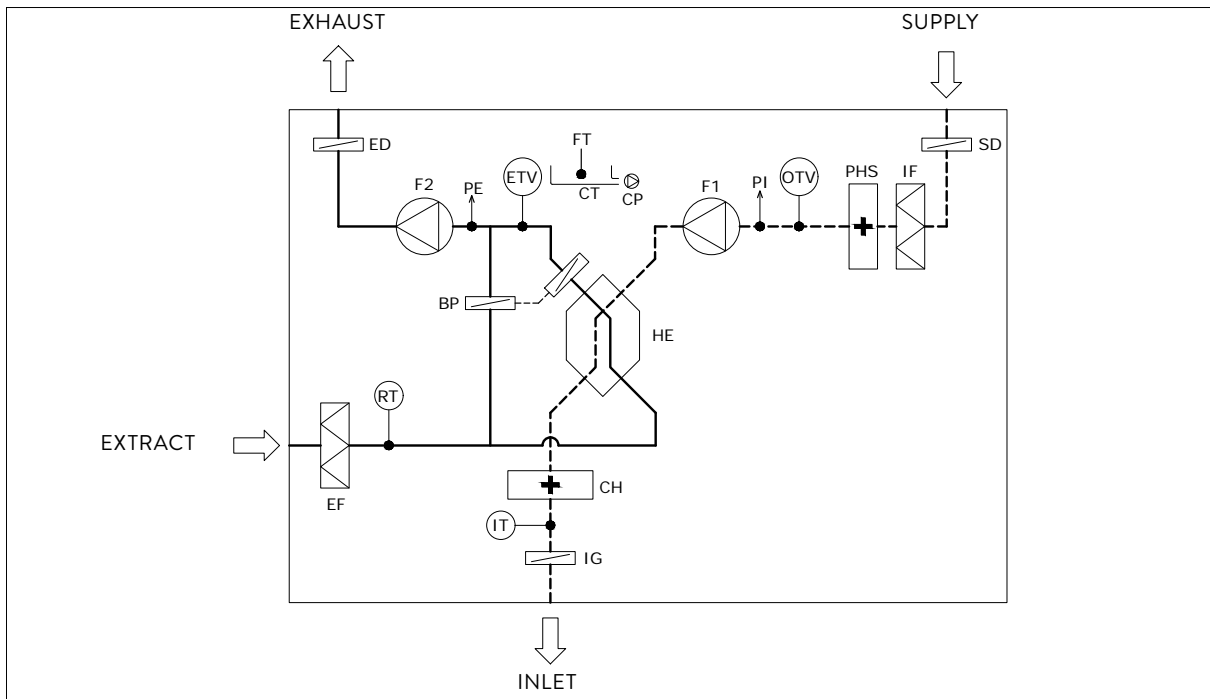 EXHAUST
SUPPLY
ED
FT
SD
F2
PE
ETV
CT
CP
F1
PI
OTV
PHS
IF
BP
HE
RT
EXTRACT
EF
CH
IT
IG
INLET